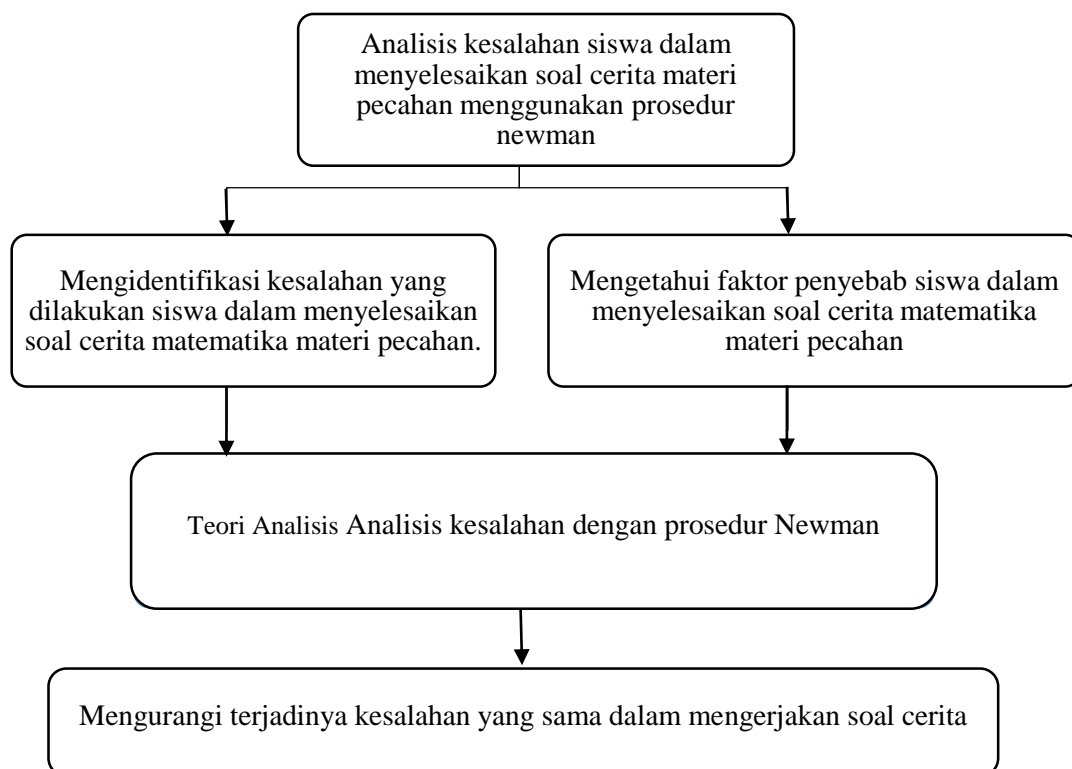 Analisis kesalahan siswa dalam
menyelesaikan soal cerita materi
pecahan menggunakan prosedur
newman
Mengidentifikasi kesalahan yang
dilakukan siswa dalam menyelesaikan
soal cerita matematika materi pecahan.
Mengetahui faktor penyebab siswa dalam
menyelesaikan soal cerita matematika
materi pecahan
Teori Analisis Analisis kesalahan dengan prosedur Newman
Mengurangi terjadinya kesalahan yang sama dalam mengerjakan soal cerita